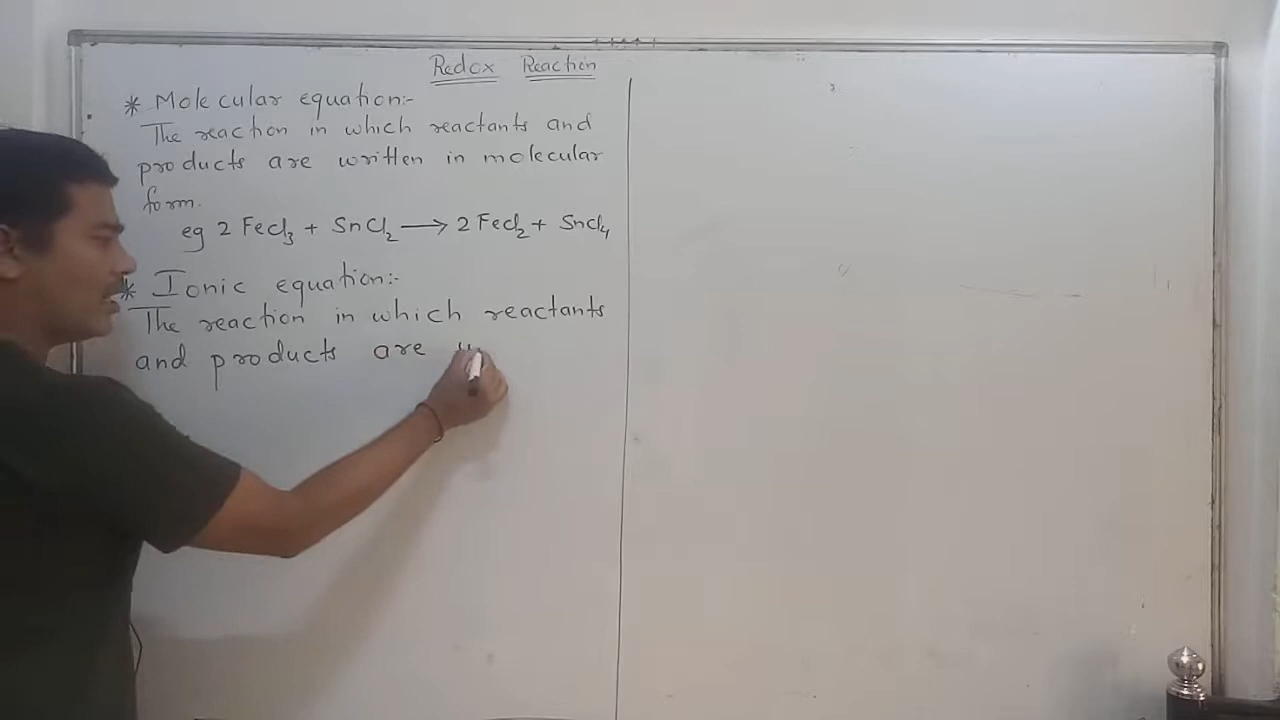 Redox Reaction
* Molecular equation:-
The reaction in which reactants and
products are written in molecular
form.
eg 2 FeCl₃ + SnCl₂ ⟶ 2 FeCl₂ + SnCl₄
* Ionic equation:-
The reaction in which reactants
and products are